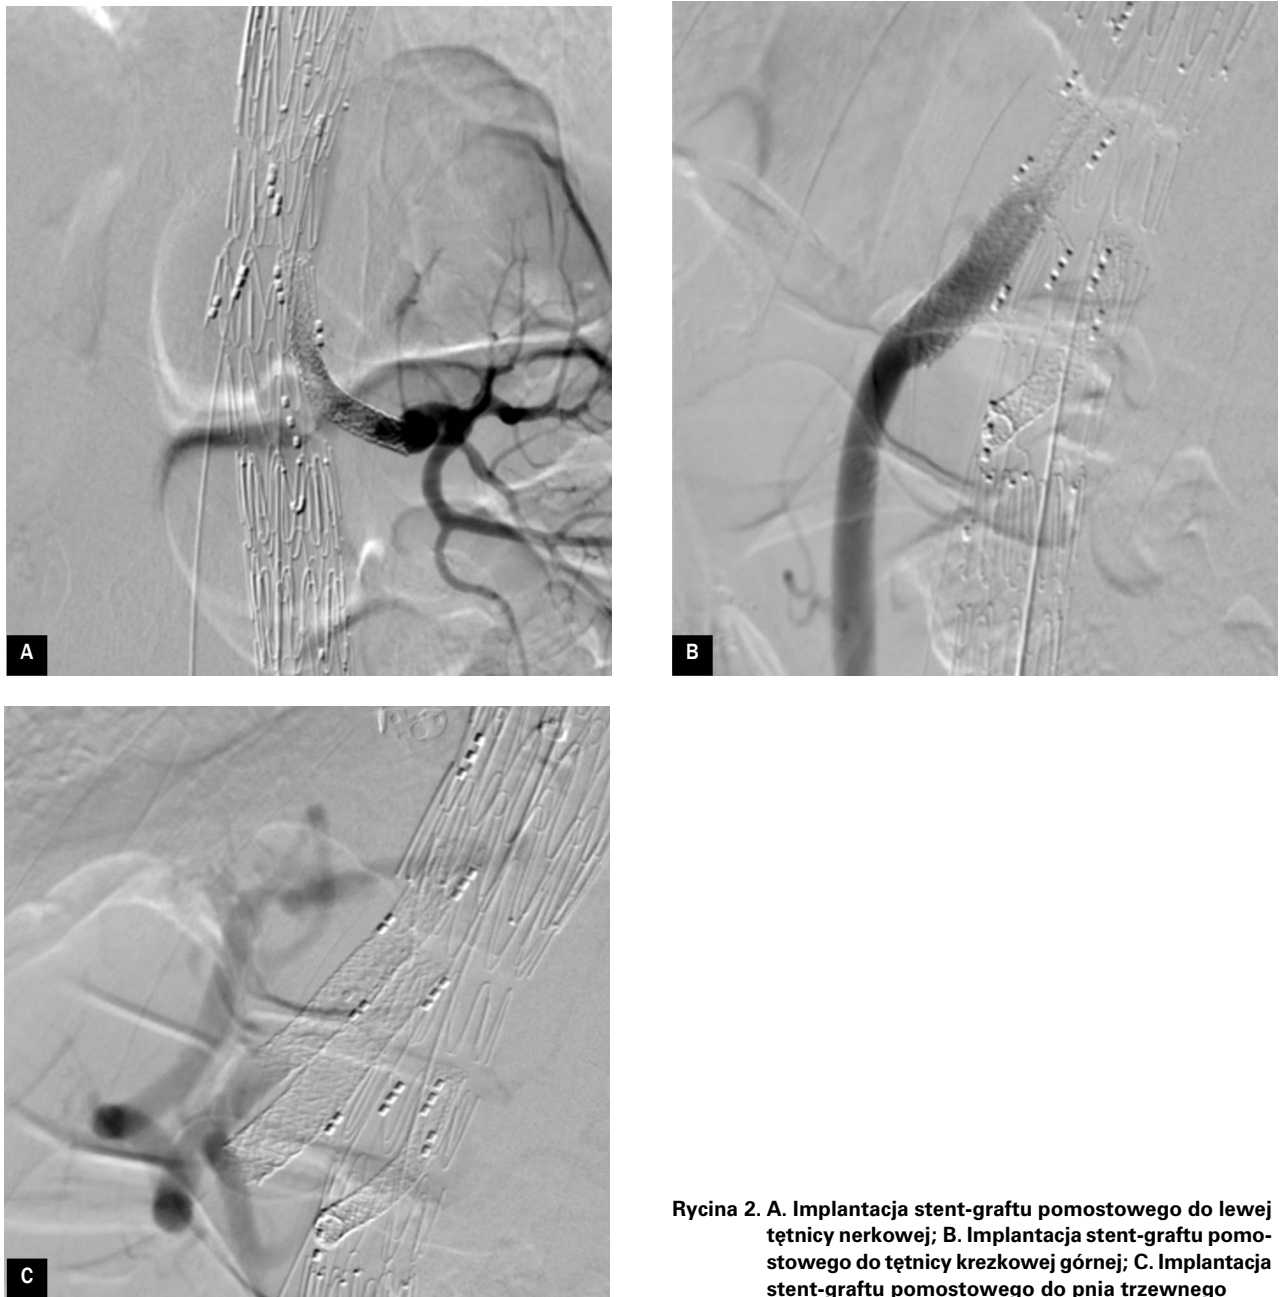 A
B
C
Rycina 2. A. Implantacja stent-graftu pomostowego do lewej
tętnicy nerkowej; B. Implantacja stent-graftu pomo-
stowego do tętnicy krezkowej górnej; C. Implantacja
stent-graftu pomostowego do pnia trzewnego